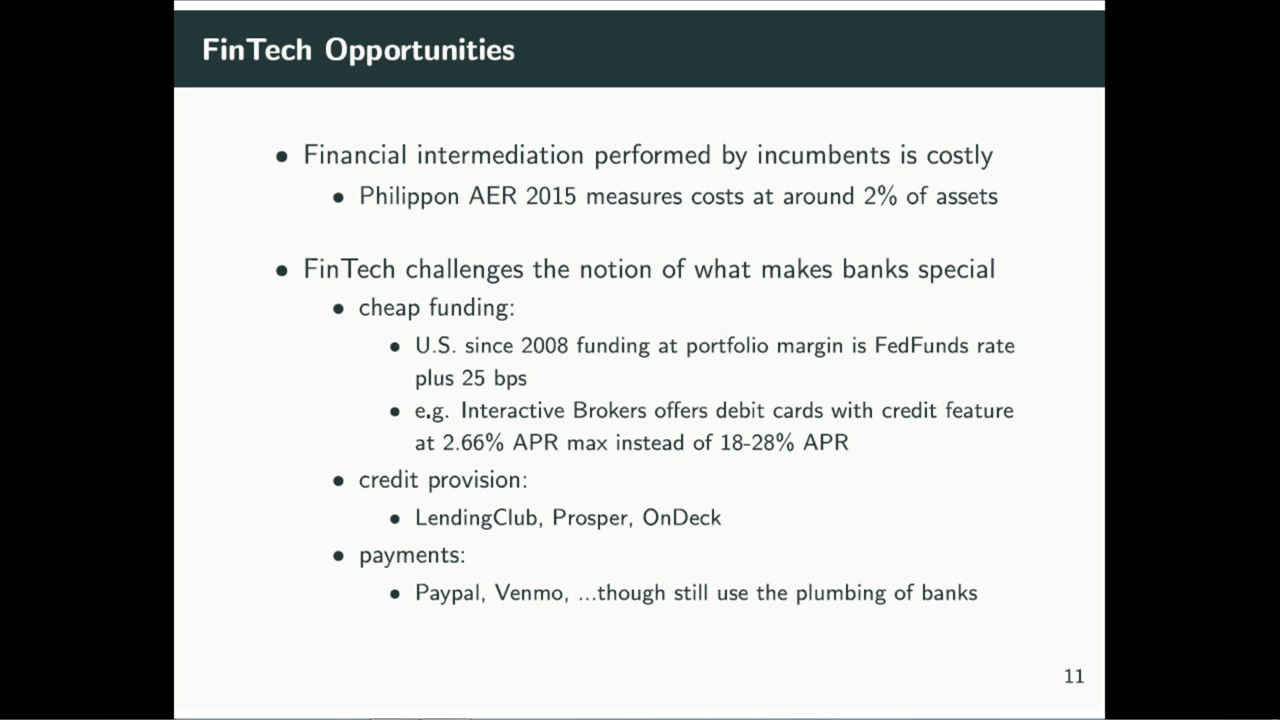 FinTech Opportunities
• Financial intermediation performed by incumbents is costly
• Philippon AER 2015 measures costs at around 2% of assets
• FinTech challenges the notion of what makes banks special
• cheap funding:
• U.S. since 2008 funding at portfolio margin is FedFunds rate
plus 25 bps
• e.g. Interactive Brokers offers debit cards with credit feature
at 2.66% APR max instead of 18-28% APR
• credit provision:
• LendingClub, Prosper, OnDeck
• payments:
• Paypal, Venmo, ...though still use the plumbing of banks
11